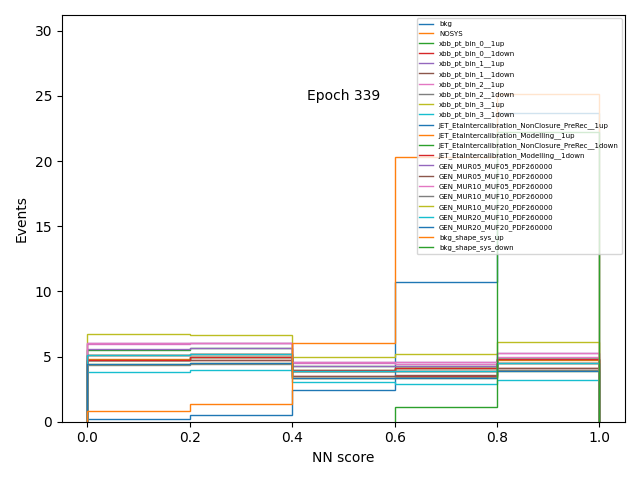 30
25
20
15
10
5
0
Events
Epoch 339
bkg
NOSYS
xbb_pt_bin_0__1up
xbb_pt_bin_0__1down
xbb_pt_bin_1__1up
xbb_pt_bin_1__1down
xbb_pt_bin_2__1up
xbb_pt_bin_2__1down
xbb_pt_bin_3__1up
xbb_pt_bin_3__1down
JET_EtaIntercalibration_NonClosure_PreRec__1up
JET_EtaIntercalibration_Modelling__1up
JET_EtaIntercalibration_NonClosure_PreRec__1down
JET_EtaIntercalibration_Modelling__1down
GEN_MUR05_MUF05_PDF260000
GEN_MUR05_MUF10_PDF260000
GEN_MUR10_MUF05_PDF260000
GEN_MUR10_MUF10_PDF260000
GEN_MUR10_MUF20_PDF260000
GEN_MUR20_MUF10_PDF260000
GEN_MUR20_MUF20_PDF260000
bkg_shape_sys_up
bkg_shape_sys_down
0.0 0.2 0.4 0.6 0.8 1.0
NN score